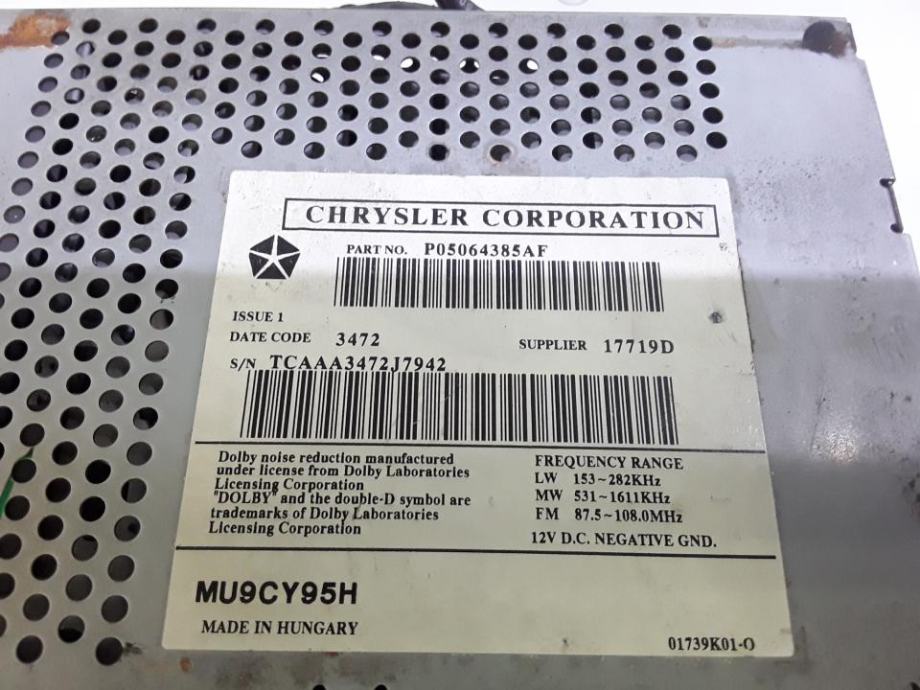 CHRYSLER CORPORATION
PART NO. P05064385AF
ISSUE 1
DATE CODE 3472
SUPPLIER 17719D
S/N TCAAA3472J7942
Dolby noise reduction manufactured
under license from Dolby Laboratories
Licensing Corporation
"DOLBY" and the double-D symbol are
trademarks of Dolby Laboratories
Licensing Corporation
FREQUENCY RANGE
LW 153~282KHz
MW 531~1611KHz
FM 87.5~108.0MHz
12V D.C. NEGATIVE GND.
MU9CY95H
MADE IN HUNGARY
01739K01-O